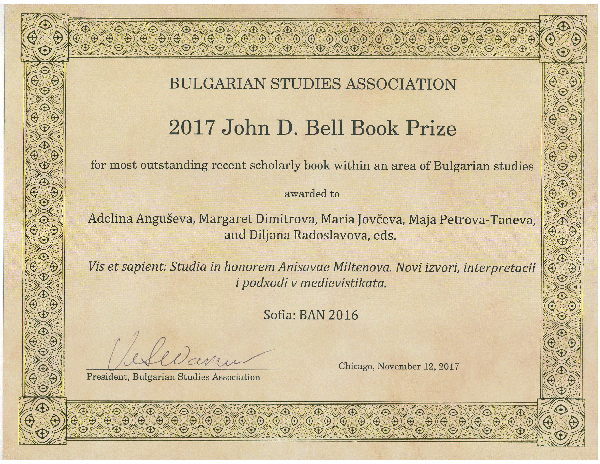 BULGARIAN STUDIES ASSOCIATION
2017 John D. Bell Book Prize
for most outstanding recent scholarly book within an area of Bulgarian studies
awarded to
Adelina Anguševa, Margaret Dimitrova, Maria Jovčeva, Maja Petrova-Taneva,
and Diljana Radoslavova, eds.
Vis et sapient: Studia in honorem Anisavae Miltenova. Novi izvori, interpretacii
i podxodi v medievistikata.
Sofia: BAN 2016
President, Bulgarian Studies Association
Chicago, November 12, 2017